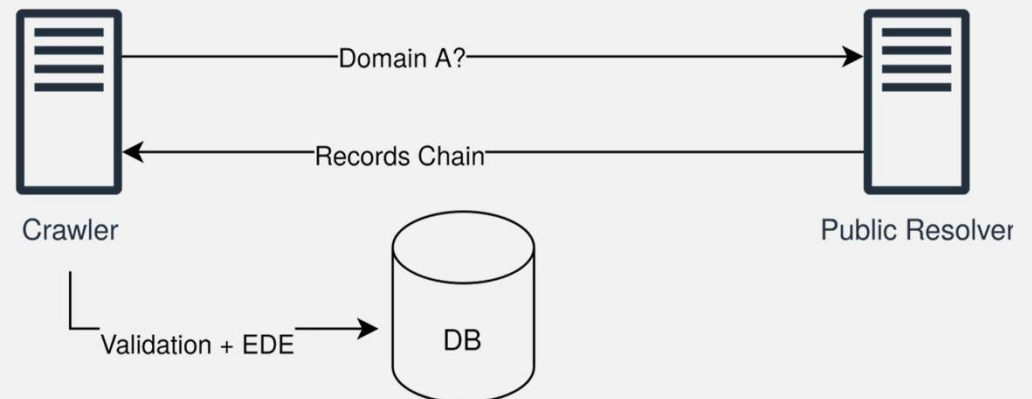 Domain A?
Records Chain
Crawler
Public Resolver
Validation + EDE
DB